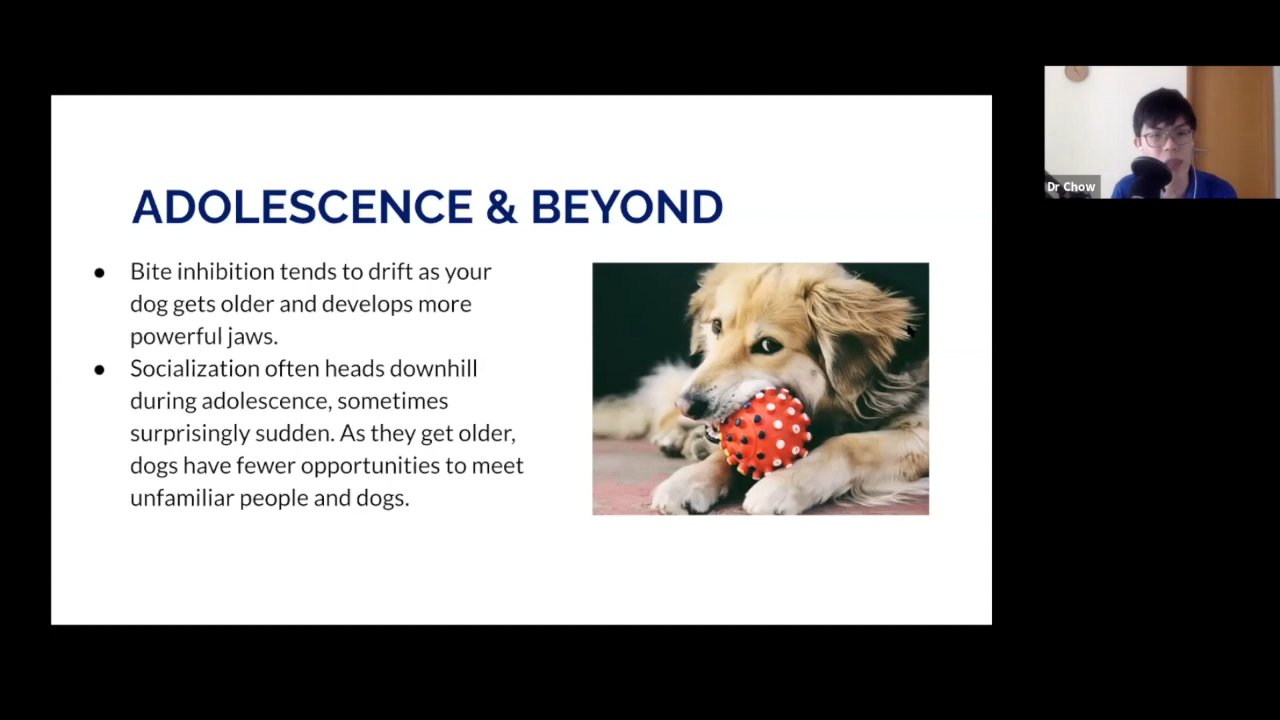 ADOLESCENCE & BEYOND
● Bite inhibition tends to drift as your
dog gets older and develops more
powerful jaws.
● Socialization often heads downhill
during adolescence, sometimes
surprisingly sudden. As they get older,
dogs have fewer opportunities to meet
unfamiliar people and dogs.
Dr Chow